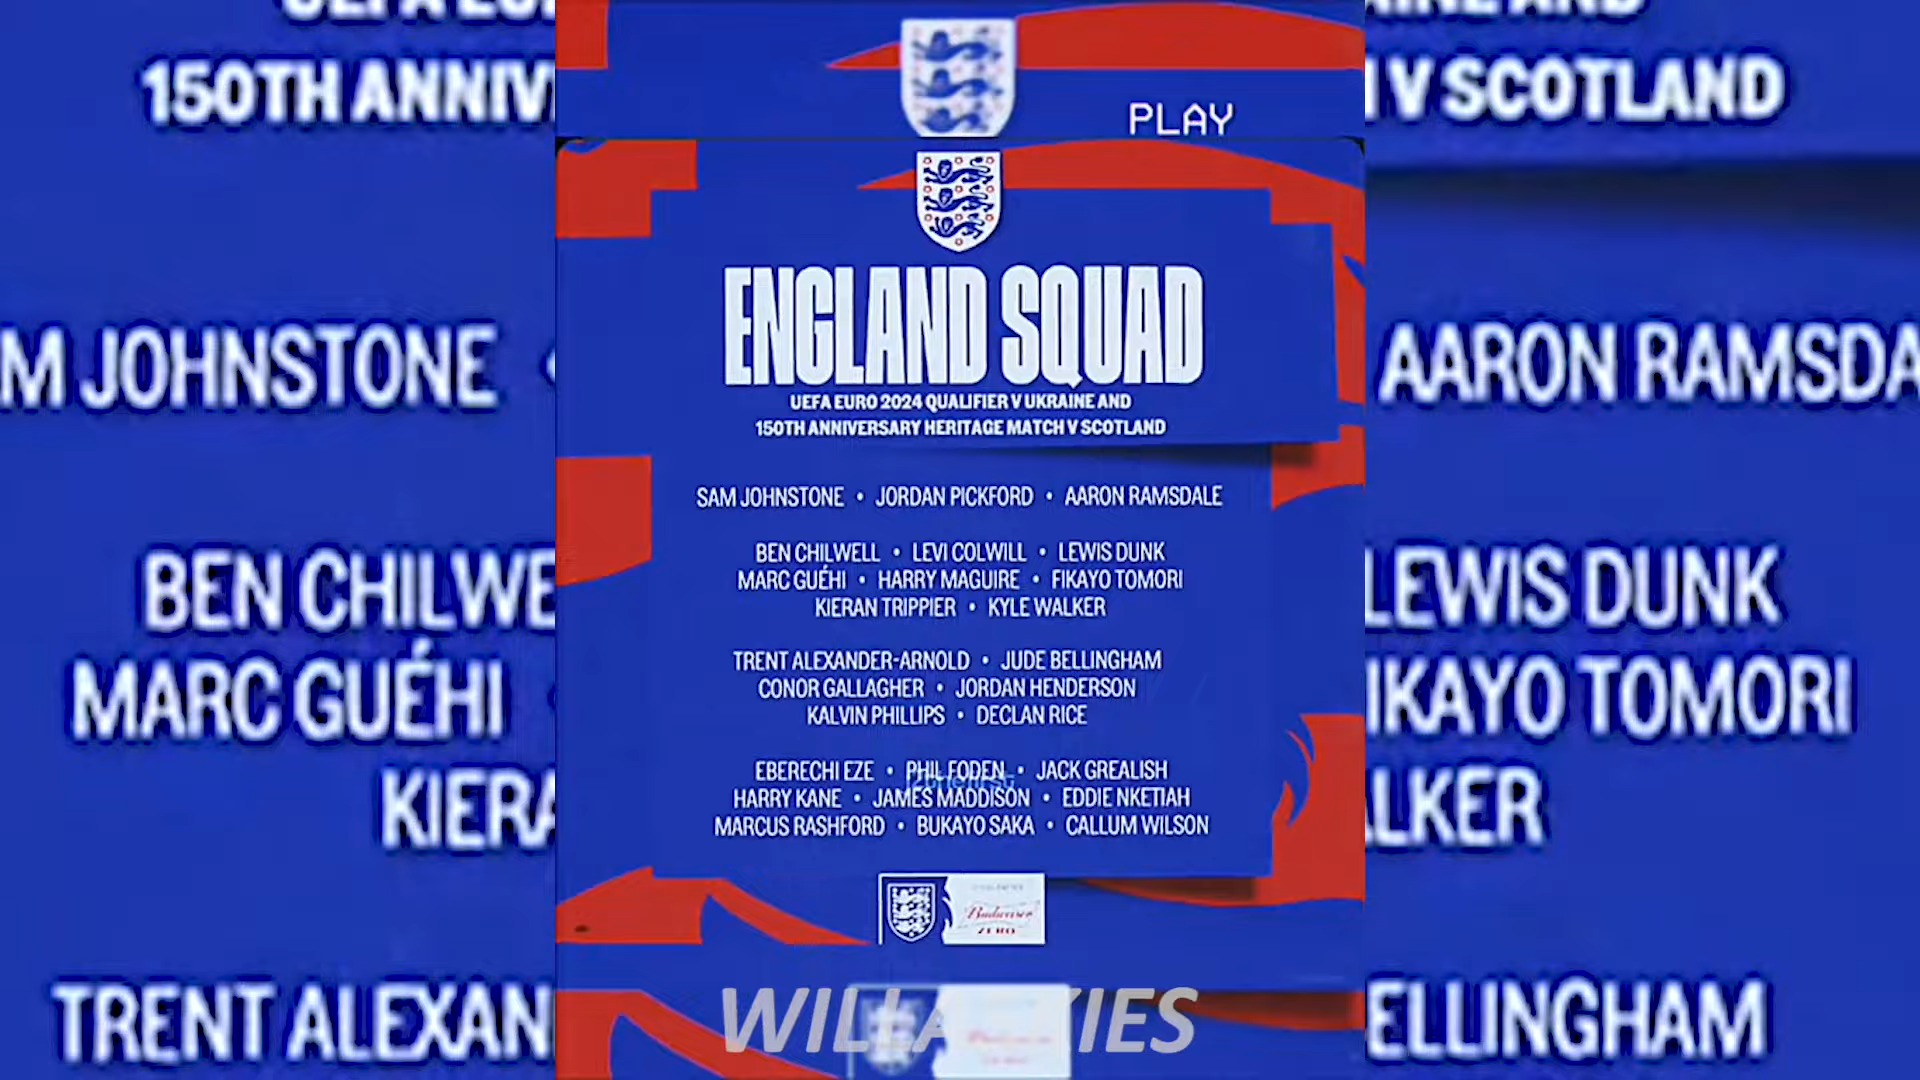 PLAY
ENGLAND SQUAD
UEFA EURO 2024 QUALIFIER V UKRAINE AND
150TH ANNIVERSARY HERITAGE MATCH V SCOTLAND
SAM JOHNSTONE • JORDAN PICKFORD • AARON RAMSDALE
BEN CHILWELL • LEVI COLWILL • LEWIS DUNK
MARC GUÉHI • HARRY MAGUIRE • FIKAYO TOMORI
KIERAN TRIPPIER • KYLE WALKER
TRENT ALEXANDER-ARNOLD • JUDE BELLINGHAM
CONOR GALLAGHER • JORDAN HENDERSON
KALVIN PHILLIPS • DECLAN RICE
EBERECHI EZE • PHIL FODEN • JACK GREALISH
HARRY KANE • JAMES MADDISON • EDDIE NKETIAH
MARCUS RASHFORD • BUKAYO SAKA • CALLUM WILSON
Budweiser
ZERO
150TH ANNIV
V SCOTLAND
M JOHNSTONE
AARON RAMSDA
BEN CHILWE
LEWIS DUNK
MARC GUÉHI
IKAYO TOMORI
KIERA
LKER
TRENT ALEXAN
ELLINGHAM